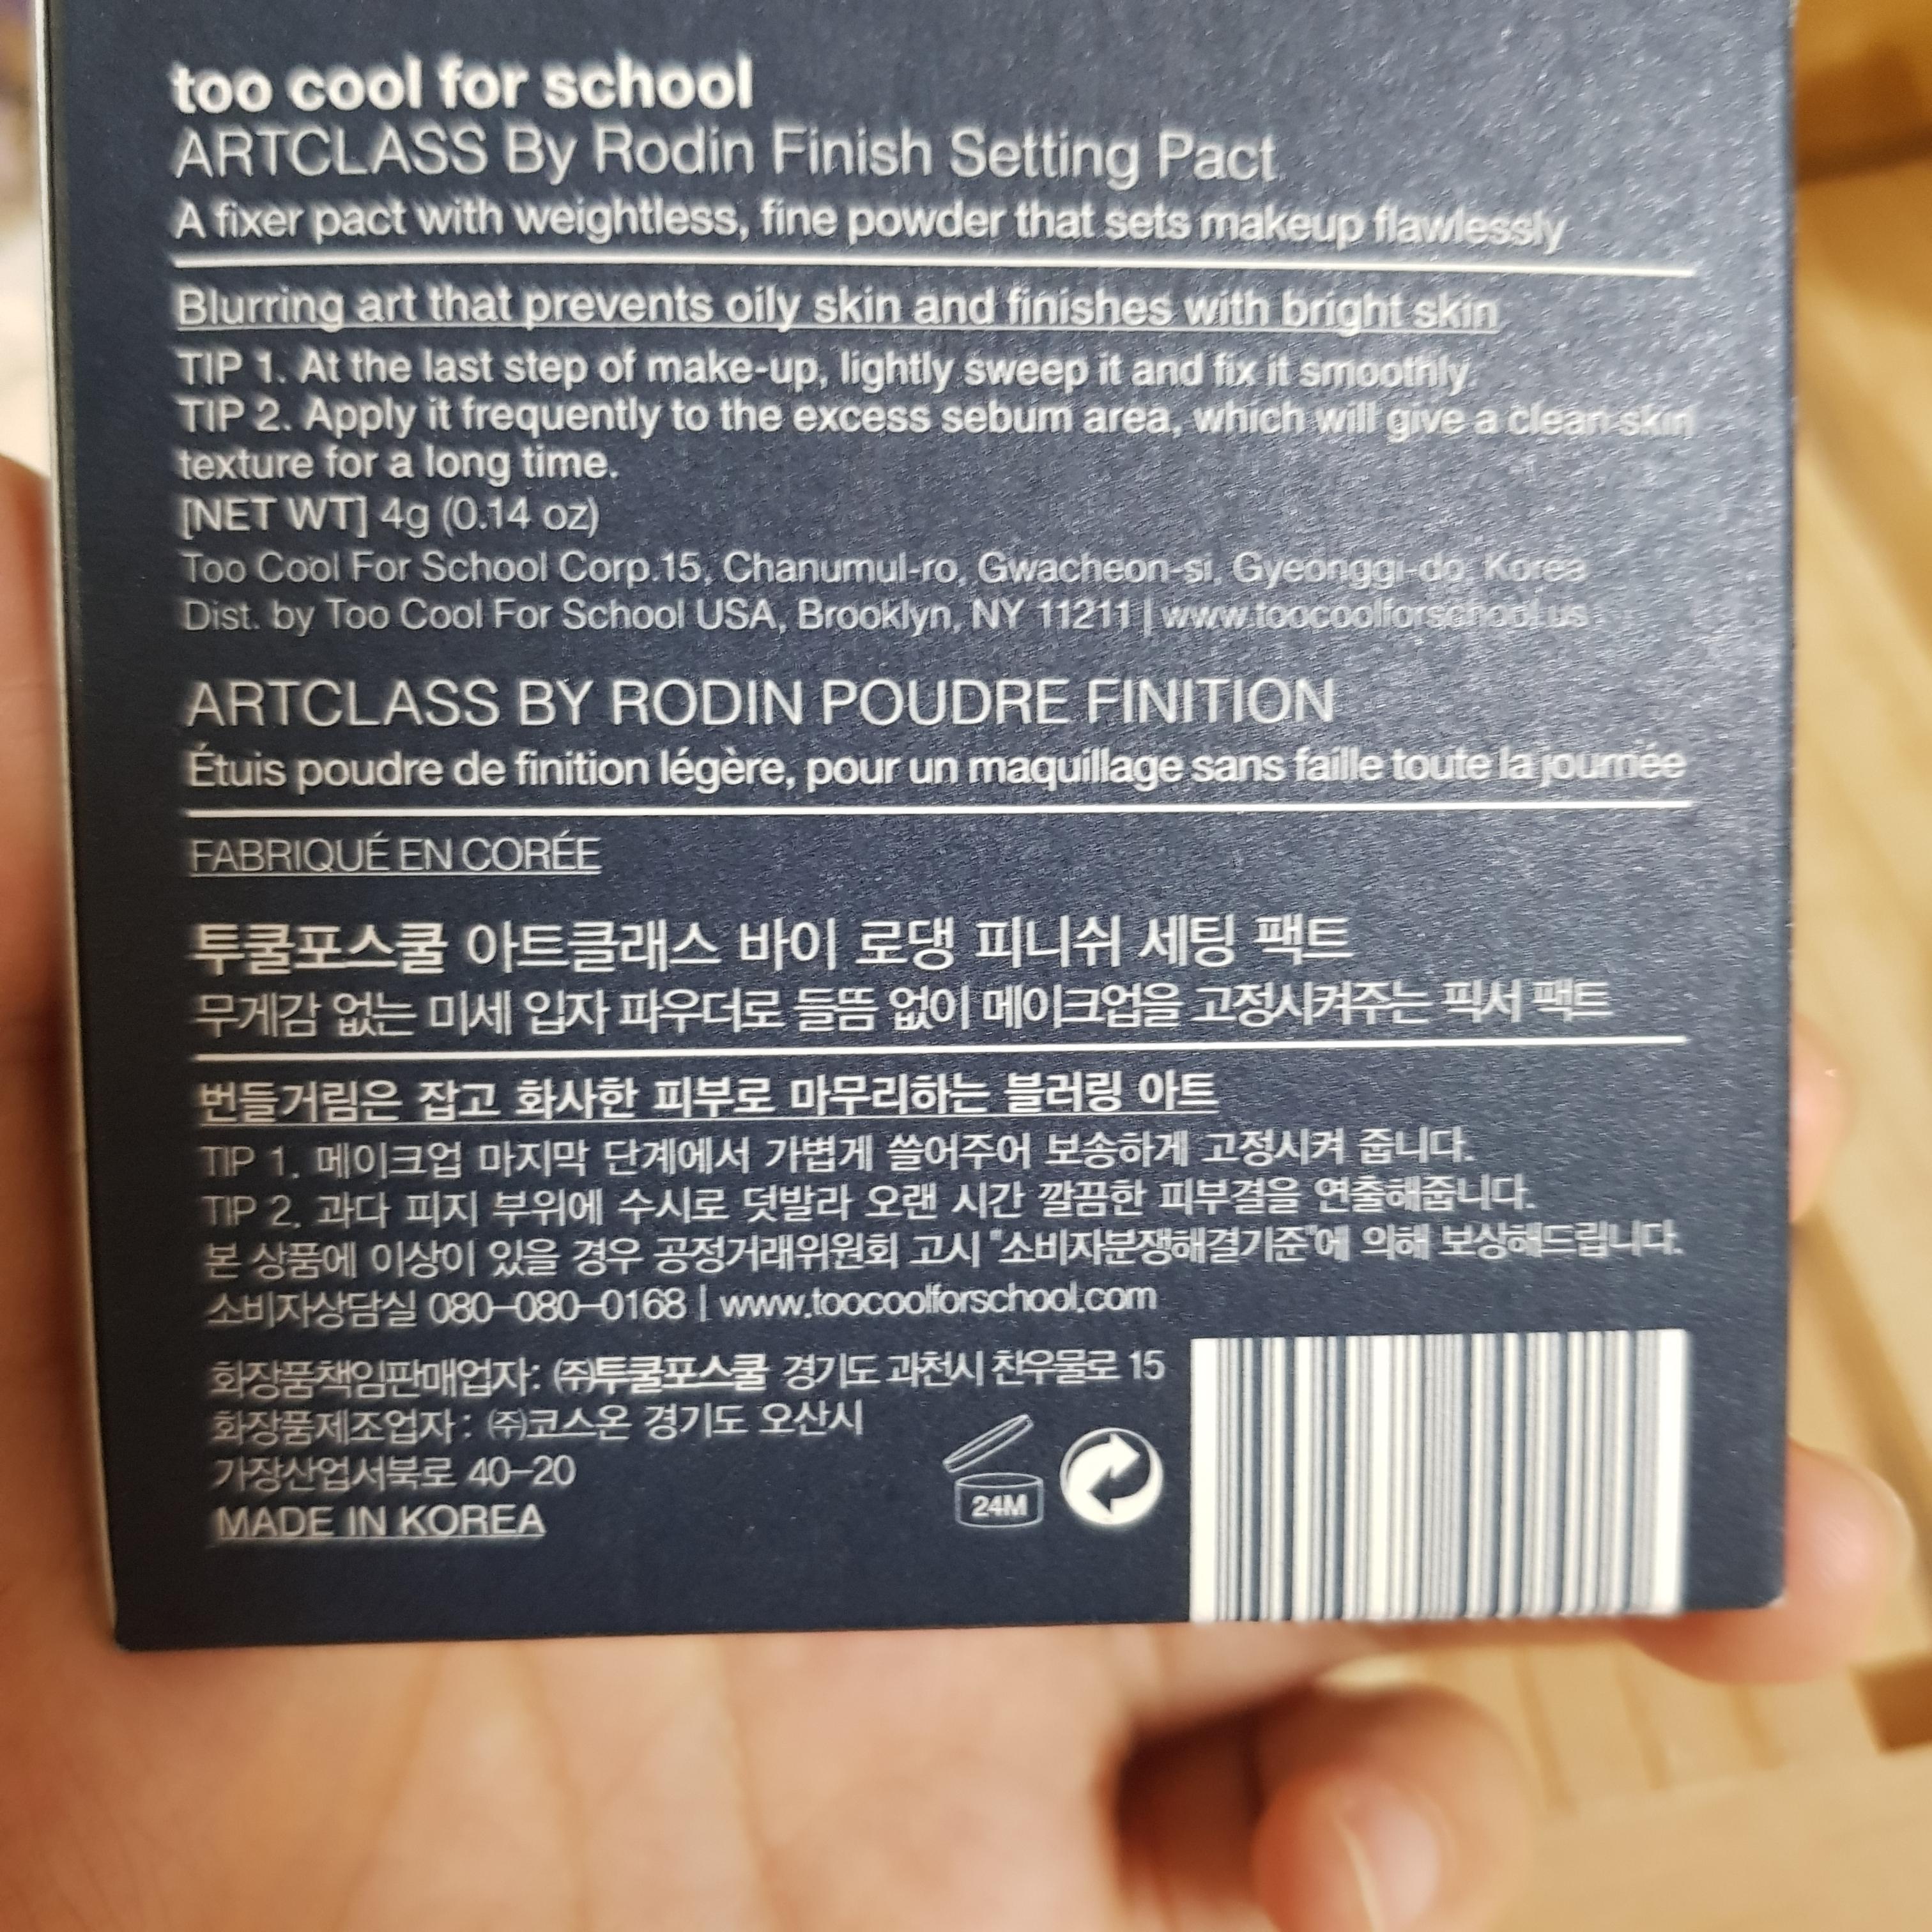 too cool for school
ARTCLASS By Rodin Finish Setting Pact
A fixer pact with weightless, fine powder that sets makeup flawlessly
Blurring art that prevents oily skin and finishes with bright skin
TIP 1. At the last step of make-up, lightly sweep it and fix it smoothly.
TIP 2. Apply it frequently to the excess sebum area, which will give a clean skin
texture for a long time.
[NET WT] 4g (0.14 oz)
Too Cool For School Corp.15, Chanumul-ro, Gwacheon-si, Gyeonggi-do, Korea
Dist. by Too Cool For School USA, Brooklyn, NY 11211 | www.toocoolforschool.us
ARTCLASS BY RODIN POUDRE FINITION
Étuis poudre de finition légère, pour un maquillage sans faille toute la journée
FABRIQUÉ EN CORÉE
투쿨포스쿨 아트클래스 바이 로댕 피니쉬 세팅 팩트
무게감 없는 미세 입자 파우더로 들뜸 없이 메이크업을 고정시켜주는 픽서 팩트
번들거림은 잡고 화사한 피부로 마무리하는 블러링 아트
TIP 1. 메이크업 마지막 단계에서 가볍게 쓸어주어 보송하게 고정시켜 줍니다.
TIP 2. 과다 피지 부위에 수시로 덧발라 오랜 시간 깔끔한 피부결을 연출해줍니다.
본 상품에 이상이 있을 경우 공정거래위원회 고시 "소비자분쟁해결기준"에 의해 보상해드립니다.
소비자상담실 080-080-0168 | www.toocoolforschool.com
화장품책임판매업자: ㈜투쿨포스쿨 경기도 과천시 찬우물로 15
화장품제조업자: ㈜코스온 경기도 오산시
가장산업서북로 40-20
MADE IN KOREA
24M